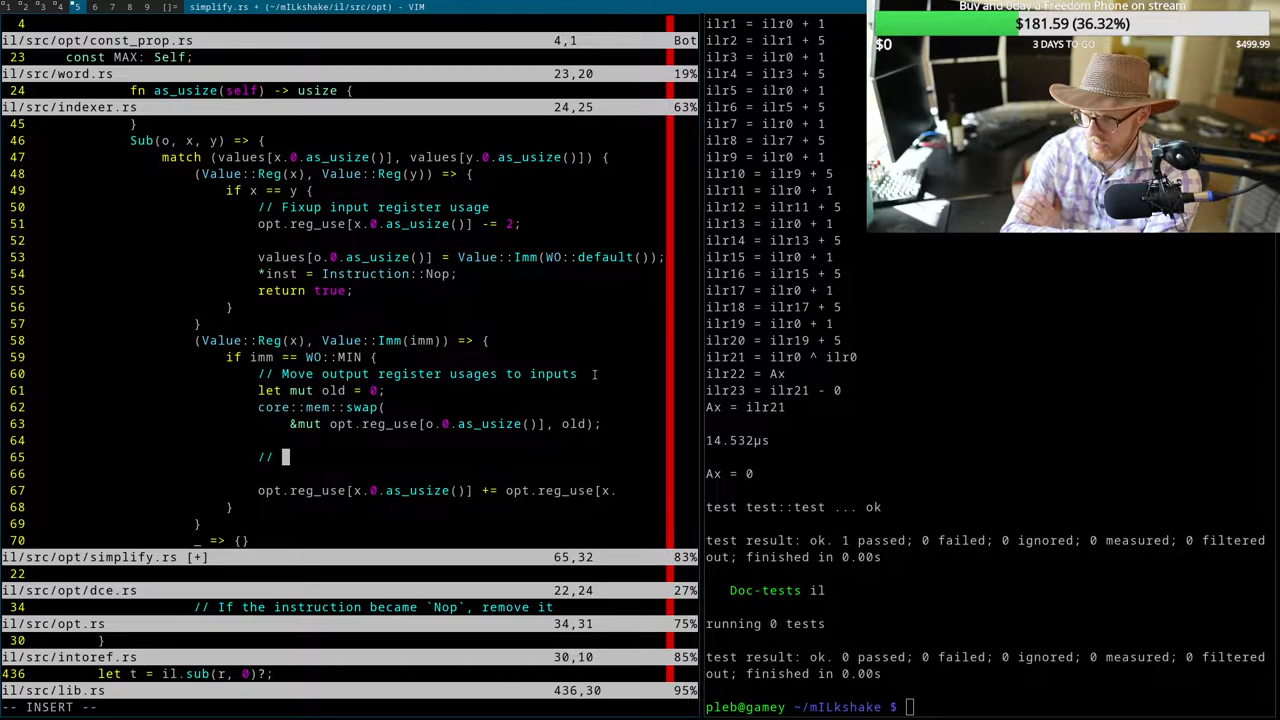 1 2 3 4 5 6 7 8 9 []= simplify.rs + (~/mILkshake/il/src/opt) - VIM
4
il/src/opt/const_prop.rs 4,1 Bot
23 const MAX: Self;
il/src/word.rs 23,20 19%
24 fn as_usize(self) -> usize {
il/src/indexer.rs 24,25 63%
45 }
46 Sub(o, x, y) => {
47 match (values[x.0.as_usize()], values[y.0.as_usize()]) {
48 (Value::Reg(x), Value::Reg(y)) => {
49 if x == y {
50 // Fixup input register usage
51 opt.reg_use[x.0.as_usize()] -= 2;
52
53 values[o.0.as_usize()] = Value::Imm(WO::default());
54 *inst = Instruction::Nop;
55 return true;
56 }
57 }
58 (Value::Reg(x), Value::Imm(imm)) => {
59 if imm == WO::MIN {
60 // Move output register usages to inputs
61 let mut old = 0;
62 core::mem::swap(
63 &mut opt.reg_use[o.0.as_usize()], old);
64
65 //
66
67 opt.reg_use[x.0.as_usize()] += opt.reg_use[x.
68 }
69 }
70 _ => {}
il/src/opt/simplify.rs [+] 65,32 83%
22
il/src/opt/dce.rs 22,24 27%
34 // If the instruction became `Nop`, remove it
il/src/opt.rs 34,31 75%
30 }
il/src/intoref.rs 30,10 85%
436 let t = il.sub(r, 0)?;
il/src/lib.rs 436,30 95%
-- INSERT --
ilr1 = ilr0 + 1
ilr2 = ilr1 + 5
ilr3 = ilr0 + 1
ilr4 = ilr3 + 5
ilr5 = ilr0 + 1
ilr6 = ilr5 + 5
ilr7 = ilr0 + 1
ilr8 = ilr7 + 5
ilr9 = ilr0 + 1
ilr10 = ilr9 + 5
ilr11 = ilr0 + 1
ilr12 = ilr11 + 5
ilr13 = ilr0 + 1
ilr14 = ilr13 + 5
ilr15 = ilr0 + 1
ilr16 = ilr15 + 5
ilr17 = ilr0 + 1
ilr18 = ilr17 + 5
ilr19 = ilr0 + 1
ilr20 = ilr19 + 5
ilr21 = ilr0 ^ ilr0
ilr22 = Ax
ilr23 = ilr21 - 0
Ax = ilr21
14.532µs
Ax = 0
test test::test ... ok
test result: ok. 1 passed; 0 failed; 0 ignored; 0 measured; 0 filtered
out; finished in 0.00s
Doc-tests il
running 0 tests
test result: ok. 0 passed; 0 failed; 0 ignored; 0 measured; 0 filtered
out; finished in 0.00s
pleb@gamey ~/mILkshake $
Buy and 0day a Freedom Phone on stream
$181.59 (36.32%)
$0 3 DAYS TO GO $499.99